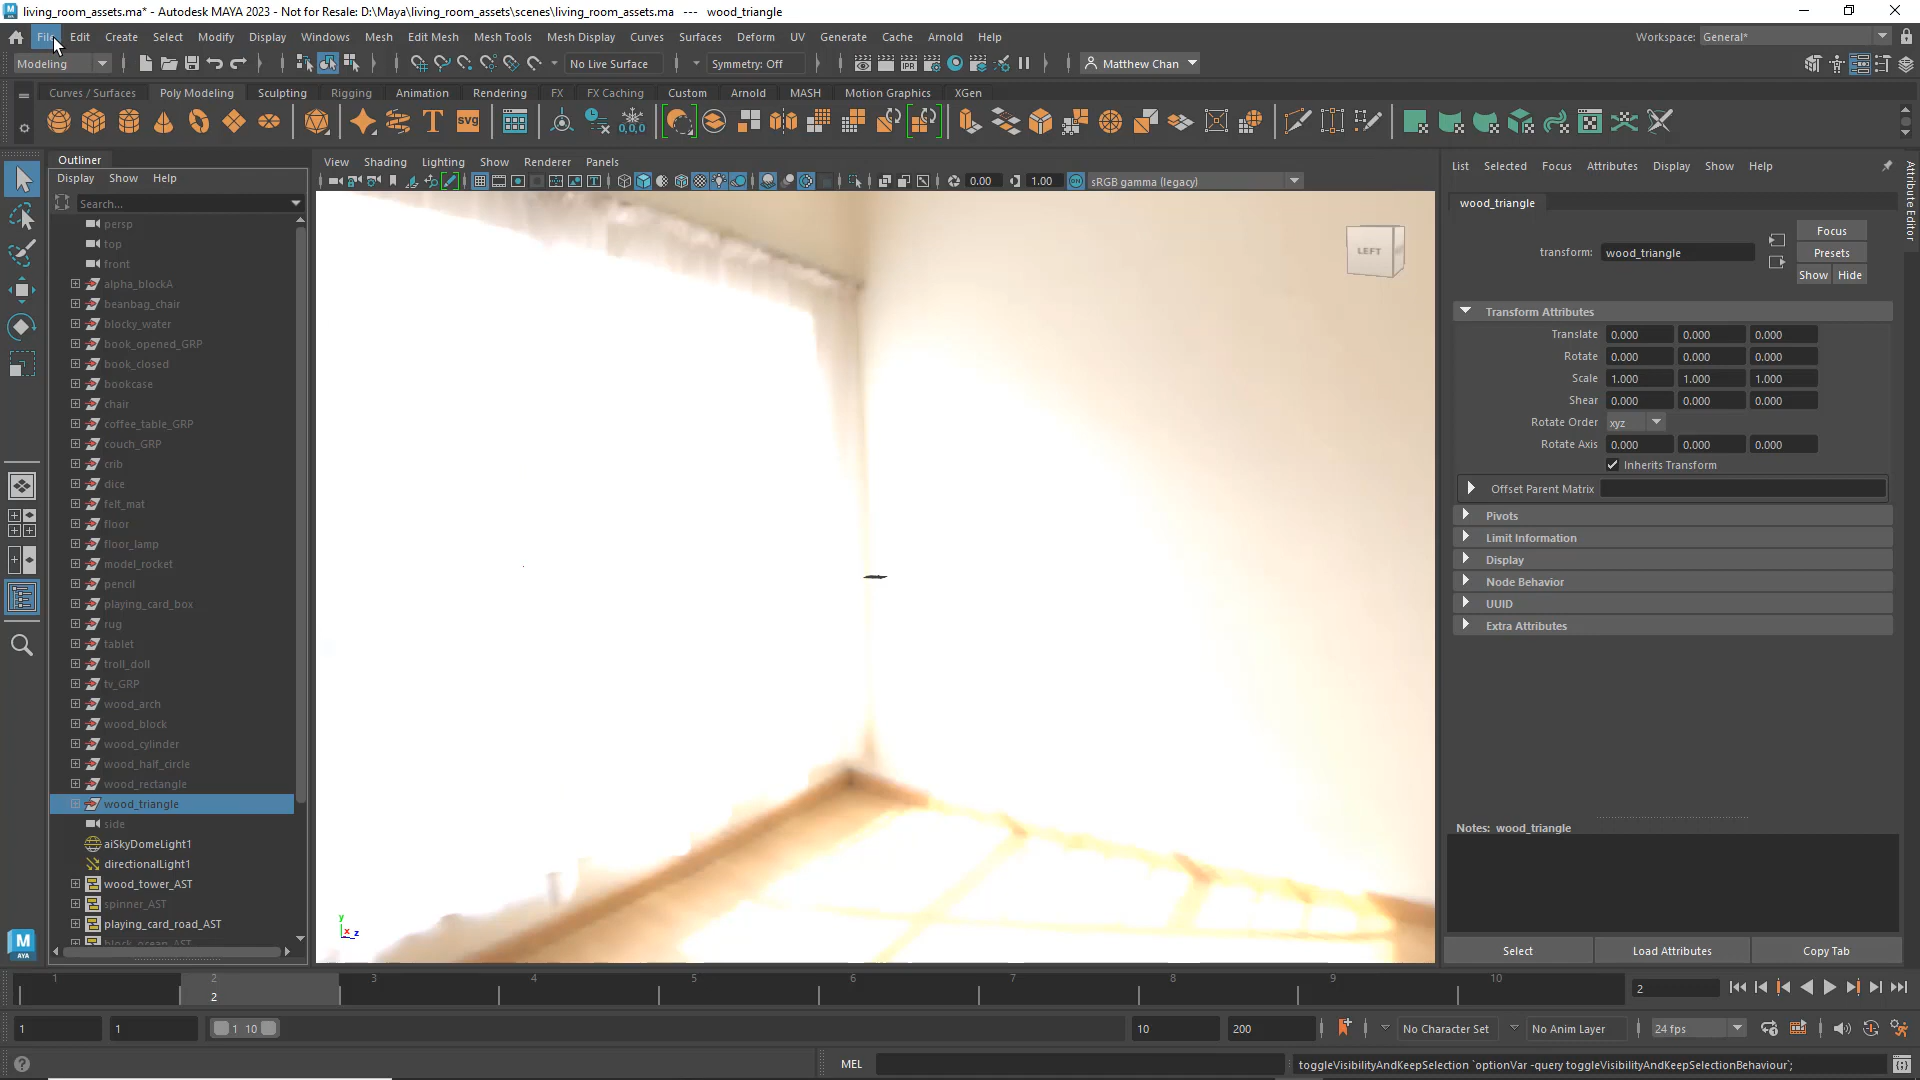 living_room_assets.ma* - Autodesk MAYA 2023 - Not for Resale: D:\Maya\living_room_assets\scenes\living_room_assets.ma --- wood_triangle
File Edit Create Select Modify Display Windows Mesh Edit Mesh Mesh Tools Mesh Display Curves Surfaces Deform UV Generate Cache Arnold Help
Workspace: General*
Modeling
No Live Surface
Symmetry: Off
Matthew Chan
Curves / Surfaces Poly Modeling Sculpting Rigging Animation Rendering FX FX Caching Custom Arnold MASH Motion Graphics XGen
Outliner
Display Show Help
Search...
persp
top
front
alpha_blockA
beanbag_chair
blocky_water
book_opened_GRP
book_closed
bookcase
chair
coffee_table_GRP
couch_GRP
crib
dice
felt_mat
floor
floor_lamp
model_rocket
pencil
playing_card_box
rug
tablet
troll_doll
tv_GRP
wood_arch
wood_block
wood_cylinder
wood_half_circle
wood_rectangle
wood_triangle
side
aiSkyDomeLight1
directionalLight1
wood_tower_AST
spinner_AST
playing_card_road_AST
block_ocean_AST
View Shading Lighting Show Renderer Panels
0.00
1.00
sRGB gamma (legacy)
LEFT
y
x z
List Selected Focus Attributes Display Show Help
Attribute Editor
wood_triangle
transform: wood_triangle
Focus
Presets
Show Hide
Transform Attributes
Translate 0.000 0.000 0.000
Rotate 0.000 0.000 0.000
Scale 1.000 1.000 1.000
Shear 0.000 0.000 0.000
Rotate Order xyz
Rotate Axis 0.000 0.000 0.000
Inherits Transform
Offset Parent Matrix
Pivots
Limit Information
Display
Node Behavior
UUID
Extra Attributes
Notes: wood_triangle
Select Load Attributes Copy Tab
1 2 3 4 5 6 7 8 9 10
2
2
1 1 1 10 10 200 No Character Set No Anim Layer 24 fps
MEL
toggleVisibilityAndKeepSelection `optionVar -query toggleVisibilityAndKeepSelectionBehaviour`;
M
AYA
T
svg
IPR
0,0,0